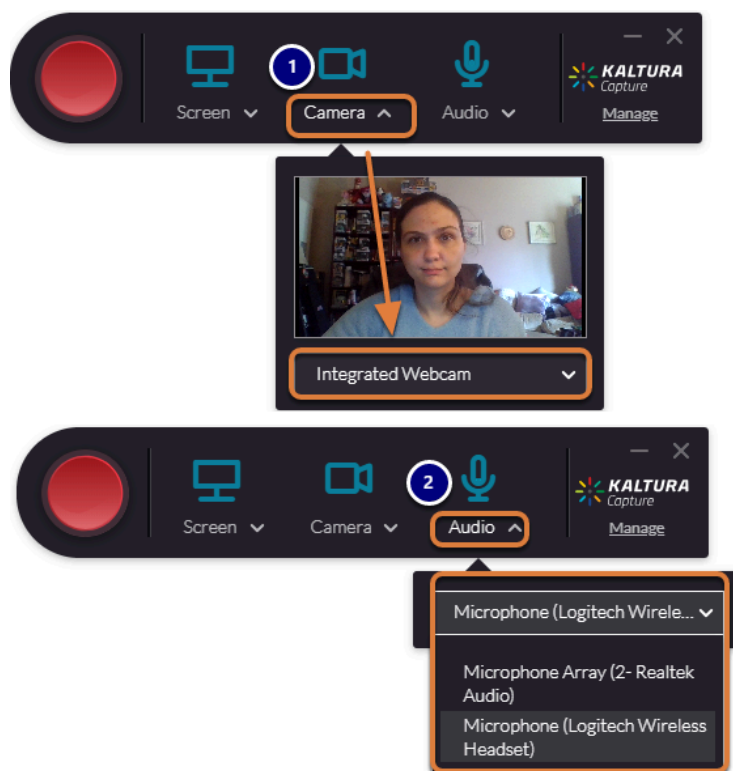 1
Screen
Camera
Audio
KALTURA
Capture
Manage
Integrated Webcam
2
Screen
Camera
Audio
KALTURA
Capture
Manage
Microphone (Logitech Wirele...
Microphone Array (2- Realtek
Audio)
Microphone (Logitech Wireless
Headset)